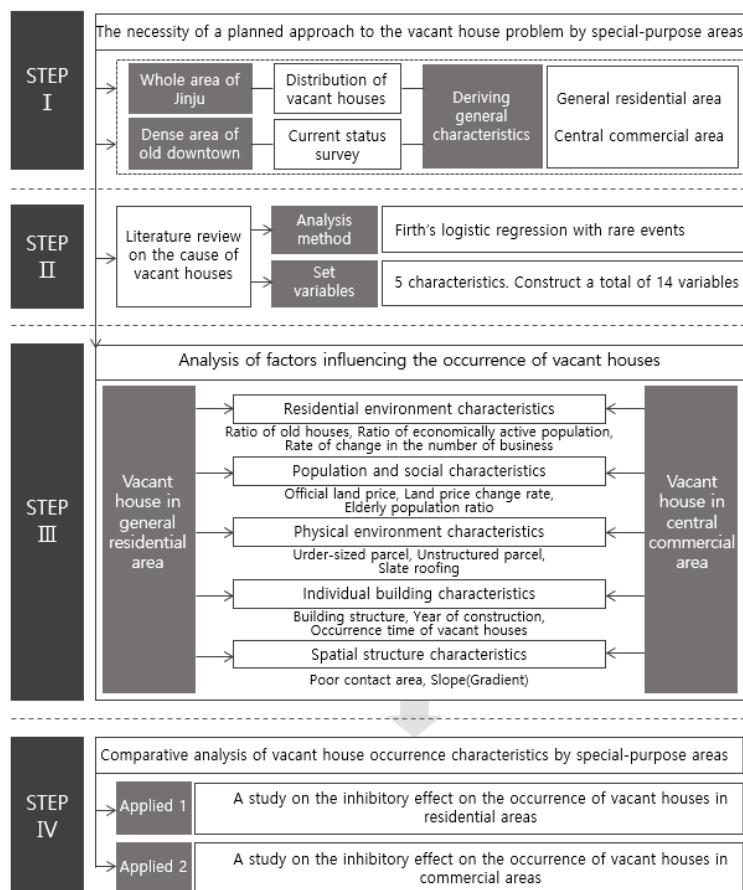 The necessity of a planned approach to the vacant house problem by special-purpose areas
STEP
I
Whole area of
Jinju
Distribution of
vacant houses
Dense area of
old downtown
Current status
survey
Deriving
general
characteristics
General residential area
Central commercial area
STEP
II
Literature review
on the cause of
vacant houses
Analysis
method
Firth's logistic regression with rare events
Set
variables
5 characteristics. Construct a total of 14 variables
STEP
III
Analysis of factors influencing the occurrence of vacant houses
Vacant
house in
general
residential
area
Residential environment characteristics
Ratio of old houses, Ratio of economically active population,
Rate of change in the number of business
Population and social characteristics
Official land price, Land price change rate,
Elderly population ratio
Physical environment characteristics
Urder-sized parcel, Unstructured parcel,
Slate roofing
Individual building characteristics
Building structure, Year of construction,
Occurrence time of vacant houses
Spatial structure characteristics
Poor contact area, Slope(Gradient)
Vacant
house in
central
commercial
area
STEP
IV
Comparative analysis of vacant house occurrence characteristics by special-purpose areas
Applied 1
A study on the inhibitory effect on the occurrence of vacant houses in
residential areas
Applied 2
A study on the inhibitory effect on the occurrence of vacant houses in
commercial areas